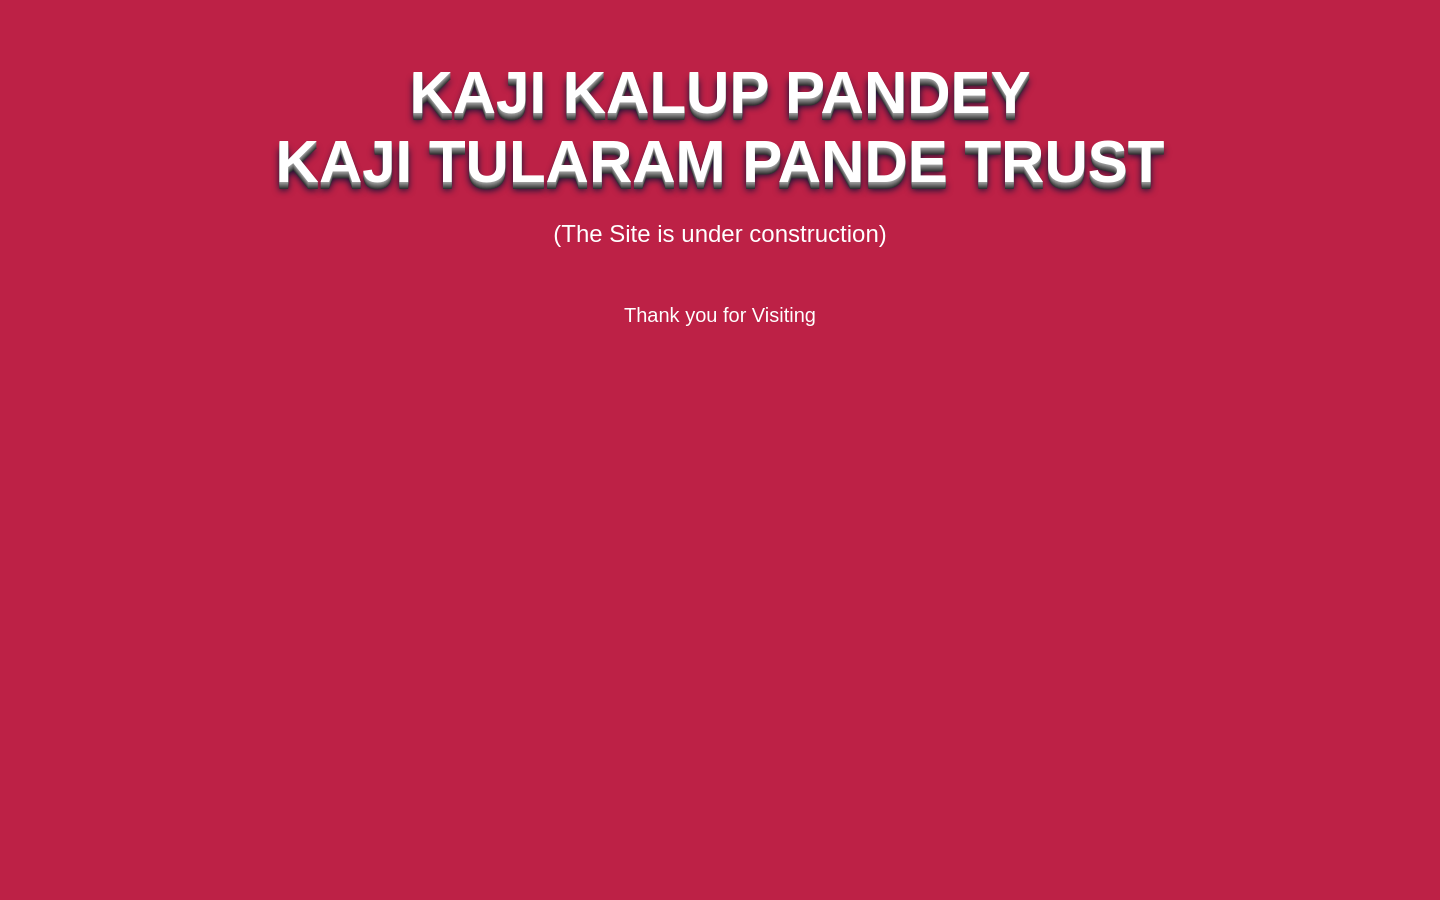 KAJI KALUP PANDEY
KAJI TULARAM PANDE TRUST
(The Site is under construction)
Thank you for Visiting